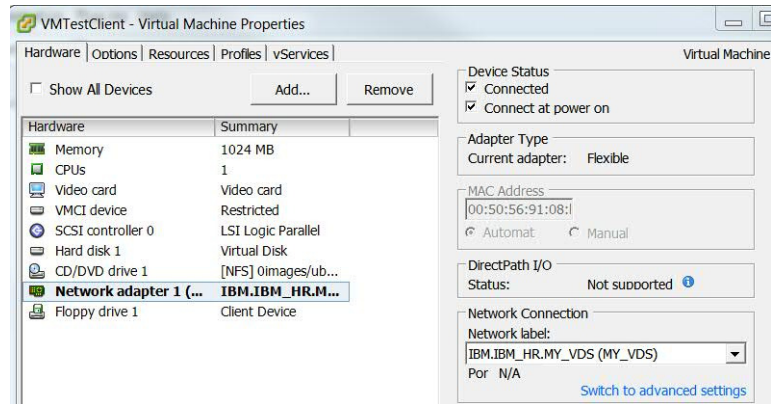 VMTestClient - Virtual Machine Properties
Hardware Options Resources Profiles vServices
Virtual Machine
Show All Devices
Add...
Remove
Hardware Summary
Memory 1024 MB
CPUs 1
Video card Video card
VMCI device Restricted
SCSI controller 0 LSI Logic Parallel
Hard disk 1 Virtual Disk
CD/DVD drive 1 [NFS] 0images/ub...
Network adapter 1 (... IBM.IBM_HR.M...
Floppy drive 1 Client Device
Device Status
Connected
Connect at power on
Adapter Type
Current adapter: Flexible
MAC Address
00:50:56:91:08:
Automat Manual
DirectPath I/O
Status: Not supported
Network Connection
Network label:
IBM.IBM_HR.MY_VDS (MY_VDS)
Por N/A
Switch to advanced settings